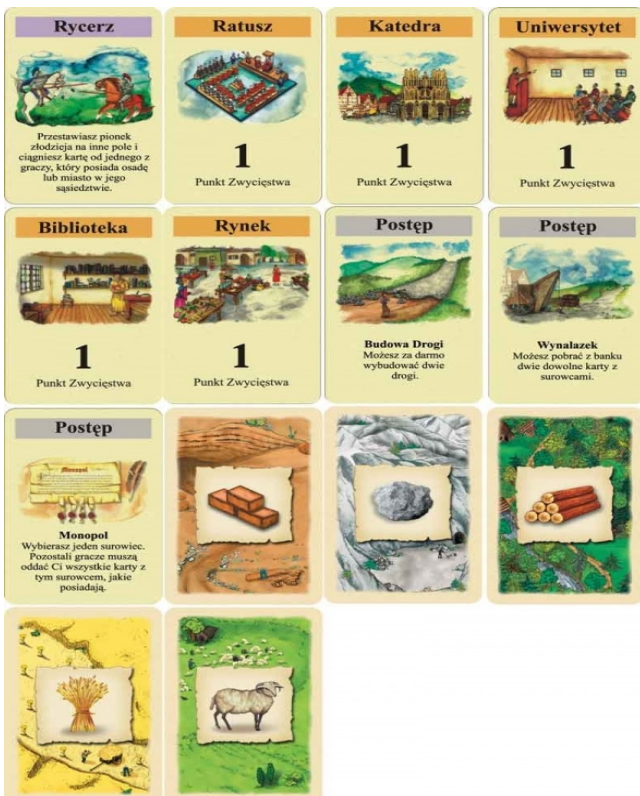 Rycerz
Przestawiasz pionek
złodzieja na inne pole i
ciągniesz kartę od jednego z
graczy, który posiada osadę
lub miasto w jego
sąsiedztwie.
Ratusz
1
Punkt Zwycięstwa
Katedra
1
Punkt Zwycięstwa
Uniwersytet
1
Punkt Zwycięstwa
Biblioteka
1
Punkt Zwycięstwa
Rynek
1
Punkt Zwycięstwa
Postęp
Budowa Drogi
Możesz za darmo
wybudować dwie
drogi.
Postęp
Wynalazek
Możesz pobrać z banku
dwie dowolne karty z
surowcami.
Postęp
Monopol
Monopol
Wybierasz jeden surowiec.
Pozostali gracze muszą
oddać Ci wszystkie karty z
tym surowcem, jakie
posiadają.